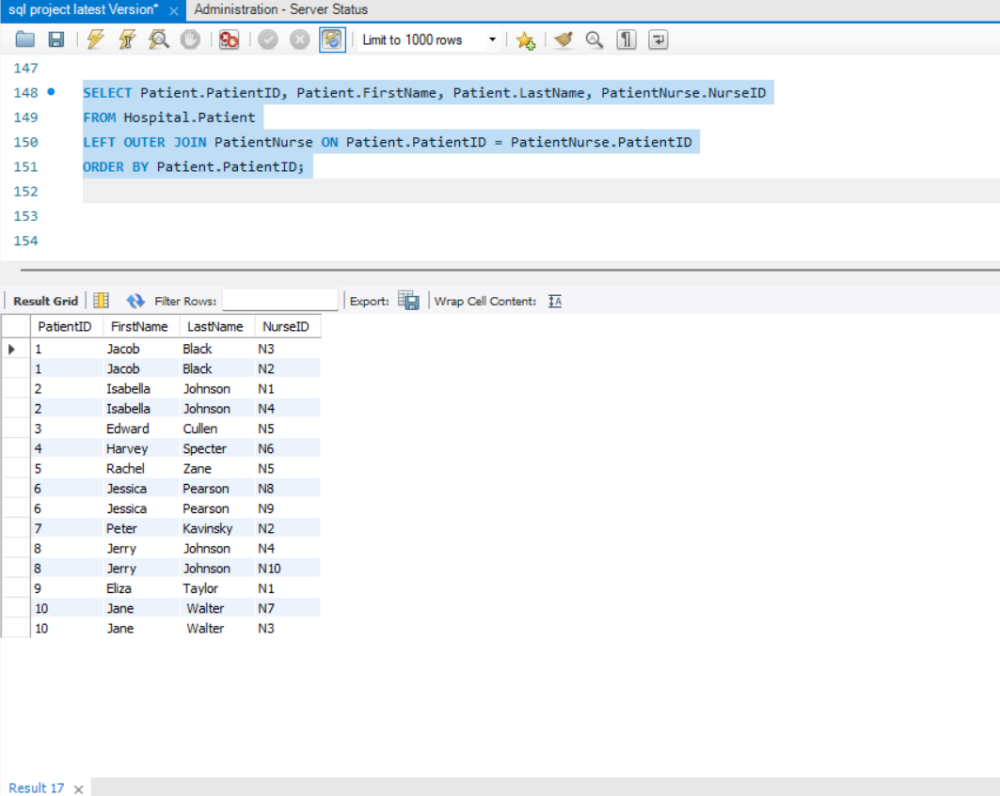 sql project latest Version* × Administration - Server Status
Limit to 1000 rows
147
148 SELECT Patient.PatientID, Patient.FirstName, Patient.LastName, PatientNurse.NurseID
149 FROM Hospital.Patient
150 LEFT OUTER JOIN PatientNurse ON Patient.PatientID = PatientNurse.PatientID
151 ORDER BY Patient.PatientID;
152
153
154
Result Grid Filter Rows: Export: Wrap Cell Content:
PatientID FirstName LastName NurseID
1 Jacob Black N3
1 Jacob Black N2
2 Isabella Johnson N1
2 Isabella Johnson N4
3 Edward Cullen N5
4 Harvey Specter N6
5 Rachel Zane N5
6 Jessica Pearson N8
6 Jessica Pearson N9
7 Peter Kavinsky N2
8 Jerry Johnson N4
8 Jerry Johnson N10
9 Eliza Taylor N1
10 Jane Walter N7
10 Jane Walter N3
Result 17 ×